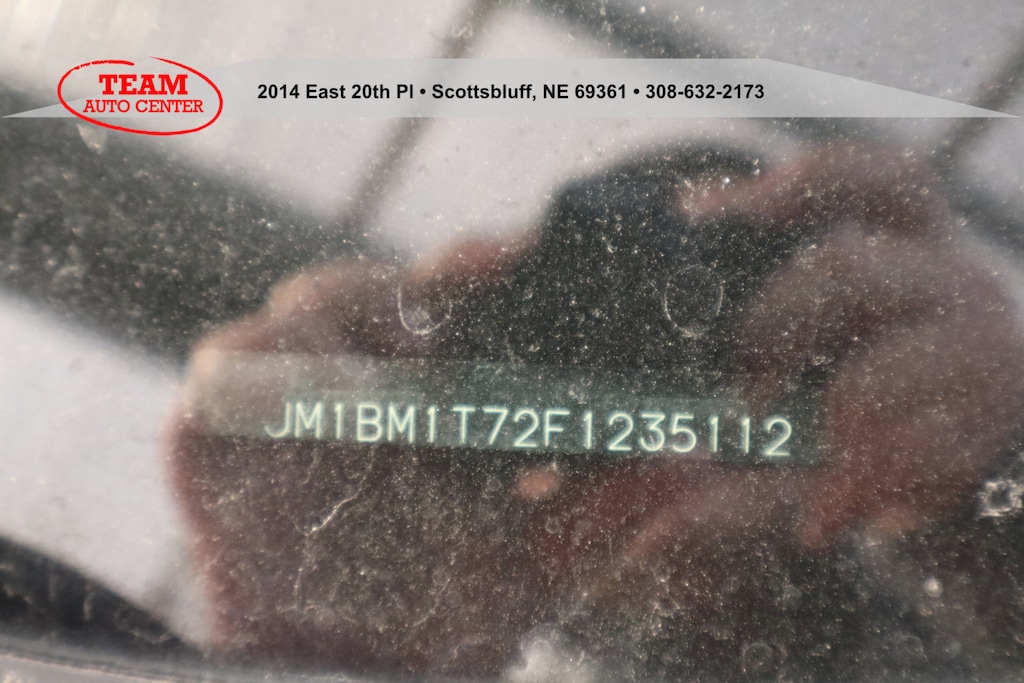 TEAM
AUTO CENTER
2014 East 20th Pl • Scottsbluff, NE 69361 • 308-632-2173
JM1BM1T72F1235112